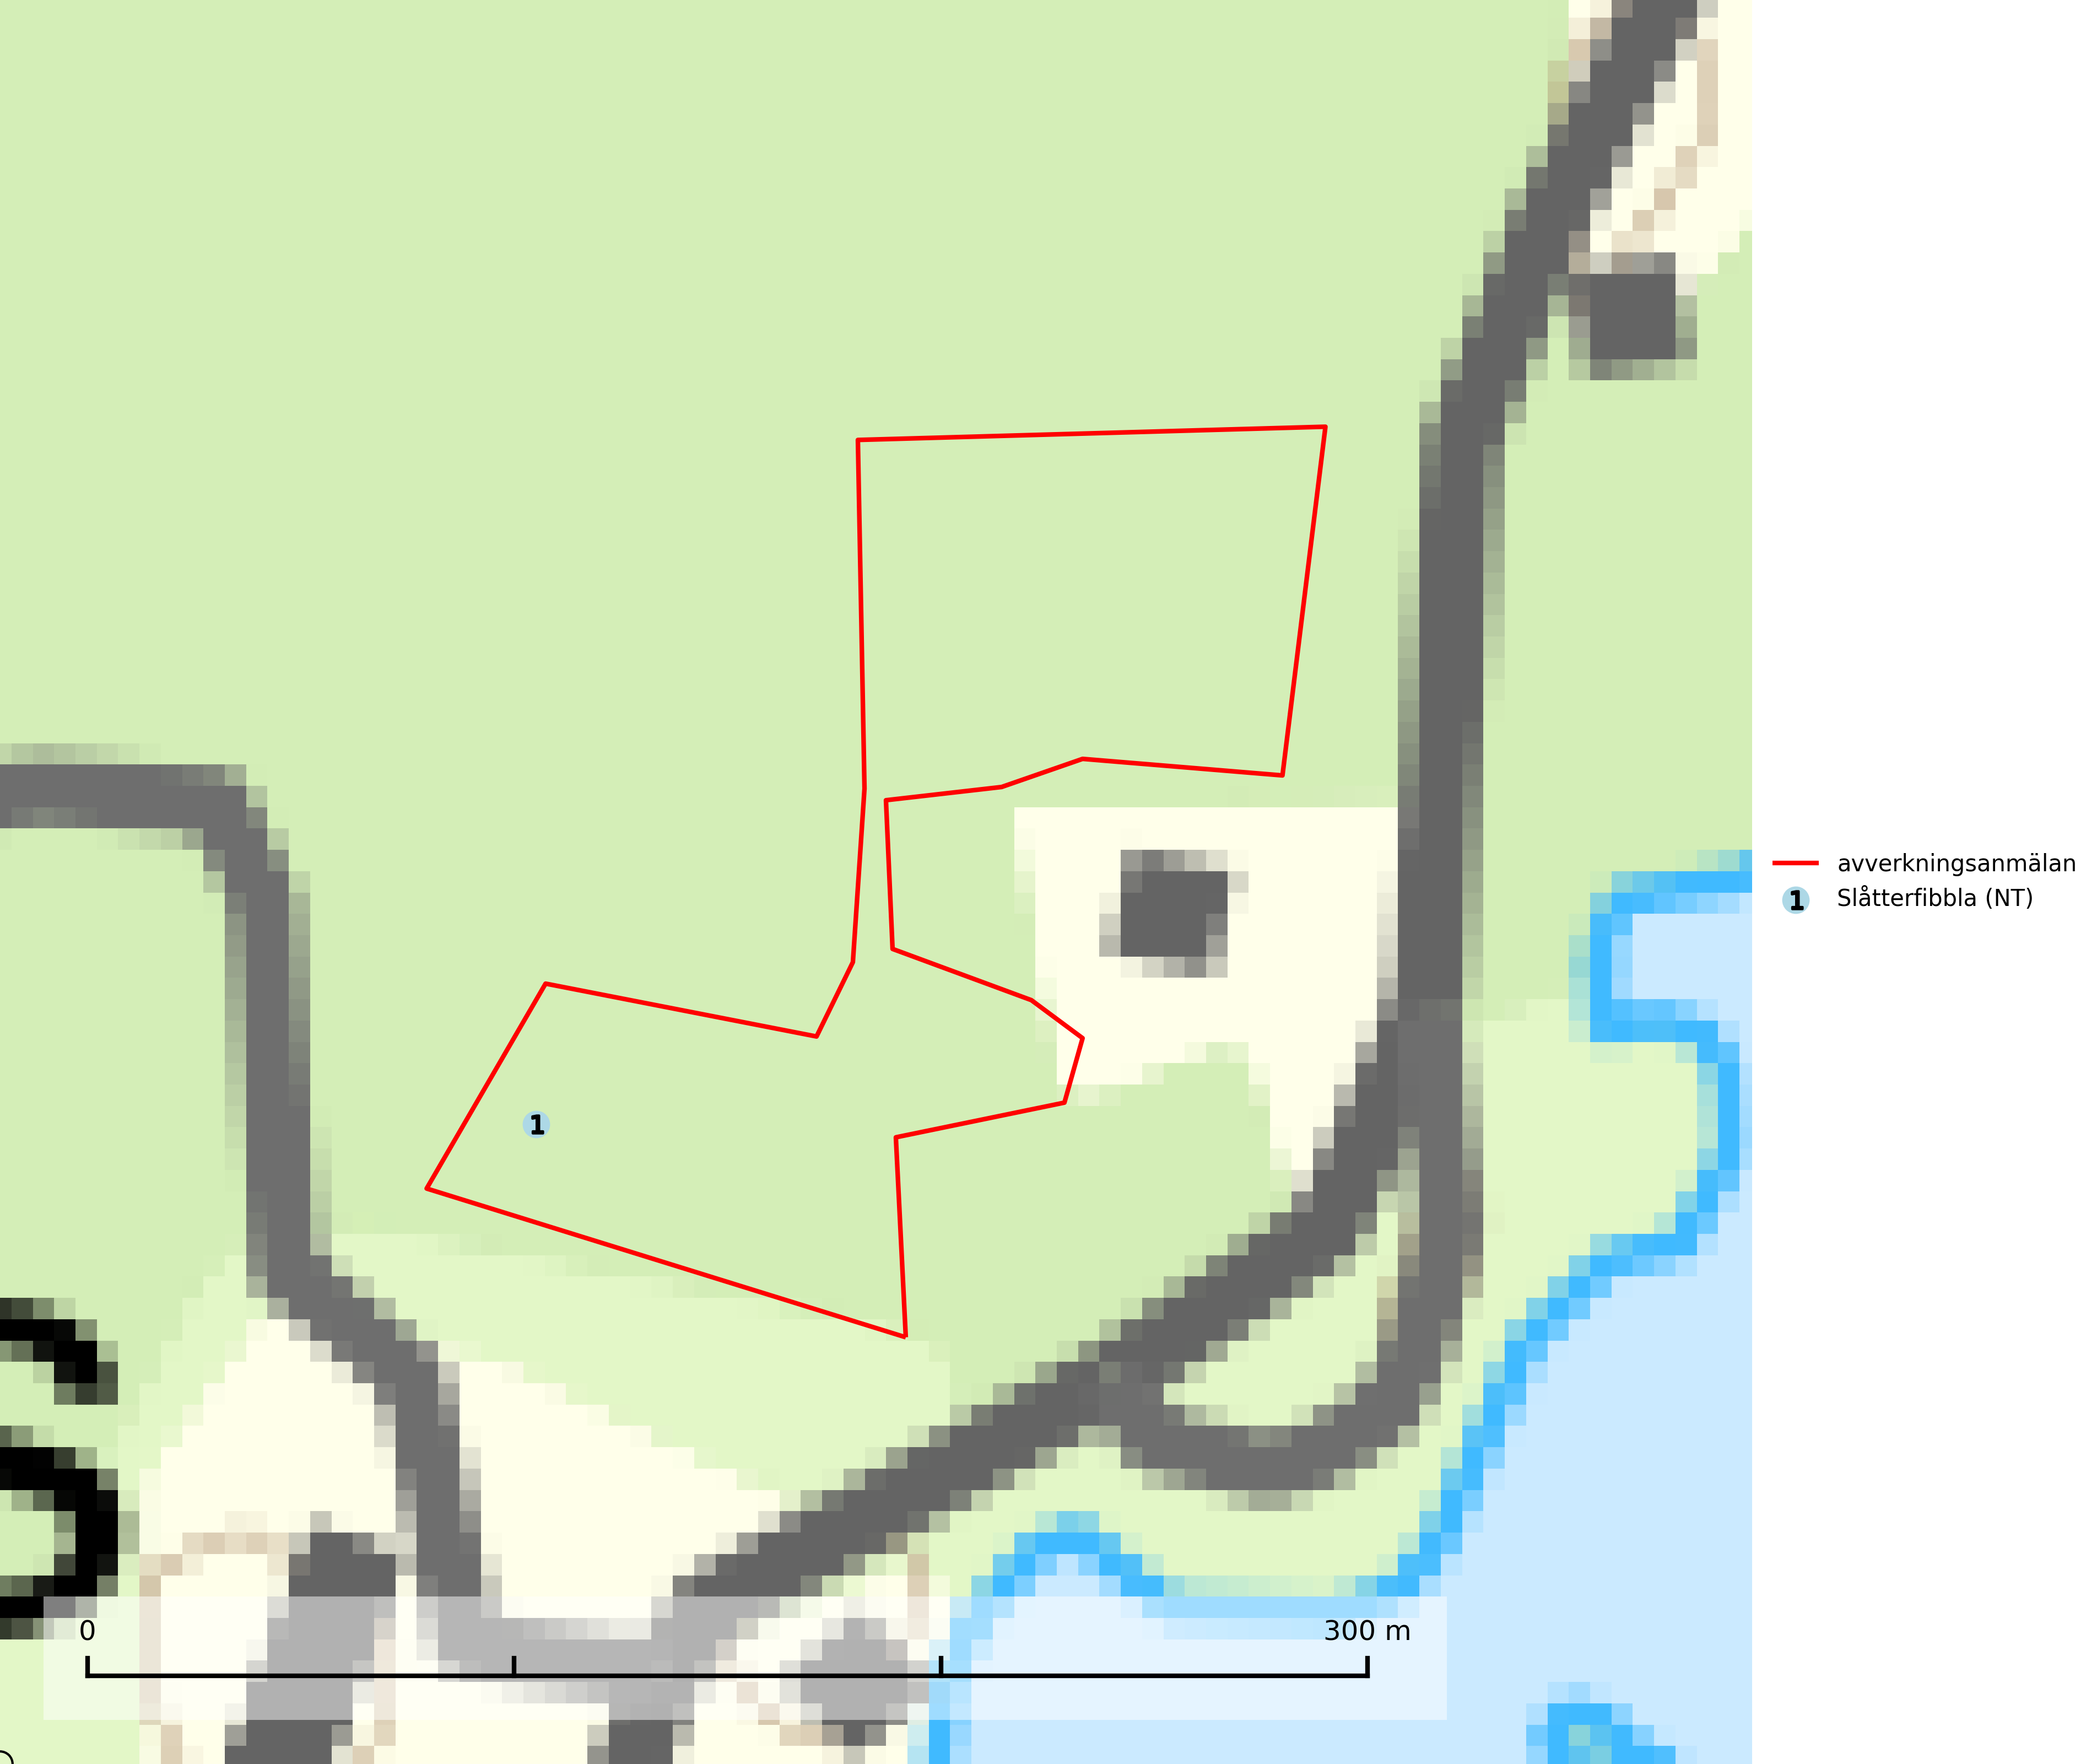 avverkningsanmälan
1 Slåtterfibbla (NT)
1
0 300 m